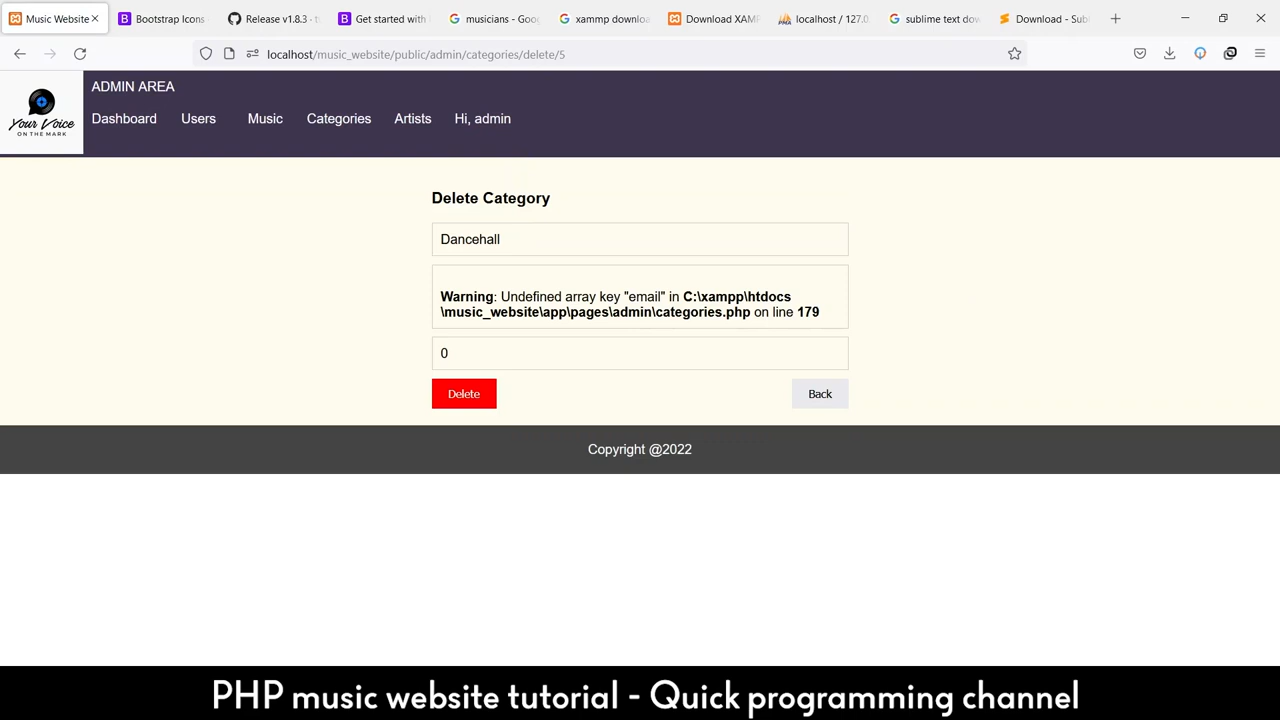 Music Website
Bootstrap Icons
Release v1.8.3 - t
Get started with
musicians - Goo
xammp downlo
Download XAM
localhost / 127.0.
sublime text dow
Download - Sub
localhost/music_website/public/admin/categories/delete/5
Your Voice
ON THE MARK
ADMIN AREA
Dashboard Users Music Categories Artists Hi, admin
Delete Category
Dancehall
Warning: Undefined array key "email" in C:\xampp\htdocs
\music_website\app\pages\admin\categories.php on line 179
0
Delete
Back
Copyright @2022
PHP music website tutorial - Quick programming channel